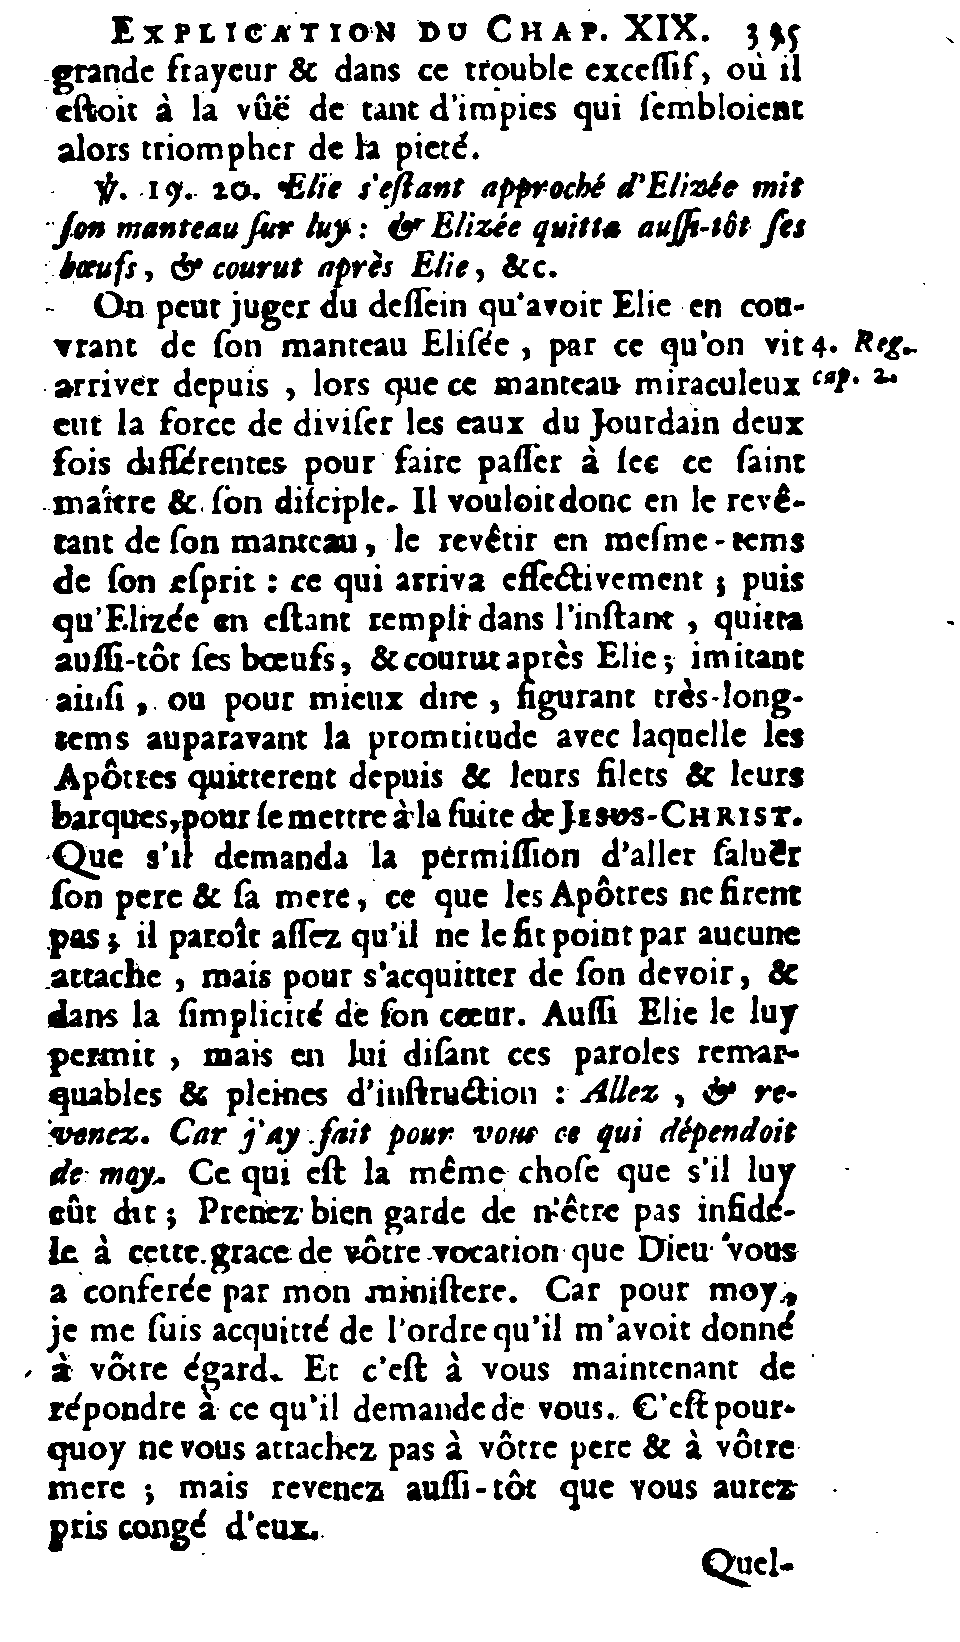 EXPLICATION DU CHAP. XIX. 395
grande frayeur & dans ce trouble exceſſif, où il
eſtoit à la vûë de tant d'impies qui ſembloient
alors triompher de la pieté.
℣. 19. 20. Elie s'eſtant approché d'Elizée mit
ſon manteau ſur luy : & Elizée quitta auſſi-tôt ſes
bœufs, & courut après Elie, &c.
On peut juger du deſſein qu'avoit Elie en cou-
vrant de ſon manteau Eliſée, par ce qu'on vit 4. Reg.
arriver depuis, lors que ce manteau miraculeux cap. 2.
eut la force de diviſer les eaux du Jourdain deux
fois différentes pour faire paſſer à ſec ce ſaint
maître & ſon diſciple. Il vouloit donc en le revê-
tant de ſon manteau, le revêtir en meſme-tems
de ſon eſprit : ce qui arriva effectivement ; puis
qu'Elizée en eſtant rempli dans l'inſtant, quitta
auſſi-tôt ſes bœufs, & courut après Elie ; imitant
ainſi, ou pour mieux dire, figurant très-long-
tems auparavant la promtitude avec laquelle les
Apôtres quitterent depuis & leurs filets & leurs
barques, pour ſe mettre à la ſuite de JESUS-CHRIST.
Que s'il demanda la permiſſion d'aller ſaluër
ſon pere & ſa mere, ce que les Apôtres ne firent
pas ; il paroît aſſez qu'il ne le fit point par aucune
attache, mais pour s'acquitter de ſon devoir, &
dans la ſimplicité de ſon cœur. Auſſi Elie le luy
permit, mais en lui diſant ces paroles remar-
quables & pleines d'inſtruction : Allez, & re-
venez. Car j'ay fait pour vous ce qui dépendoit
de moy. Ce qui eſt la même choſe que s'il luy
eût dit ; Prenez bien garde de n'être pas infidé-
le à cette grace de vôtre vocation que Dieu vous
a conferée par mon miniſtere. Car pour moy,
je me ſuis acquitté de l'ordre qu'il m'avoit donné
à vôtre égard. Et c'eſt à vous maintenant de
répondre à ce qu'il demande de vous. C'eſt pour-
quoy ne vous attachez pas à vôtre pere & à vôtre
mere ; mais revenez auſſi-tôt que vous aurez
pris congé d'eux.
Quel-